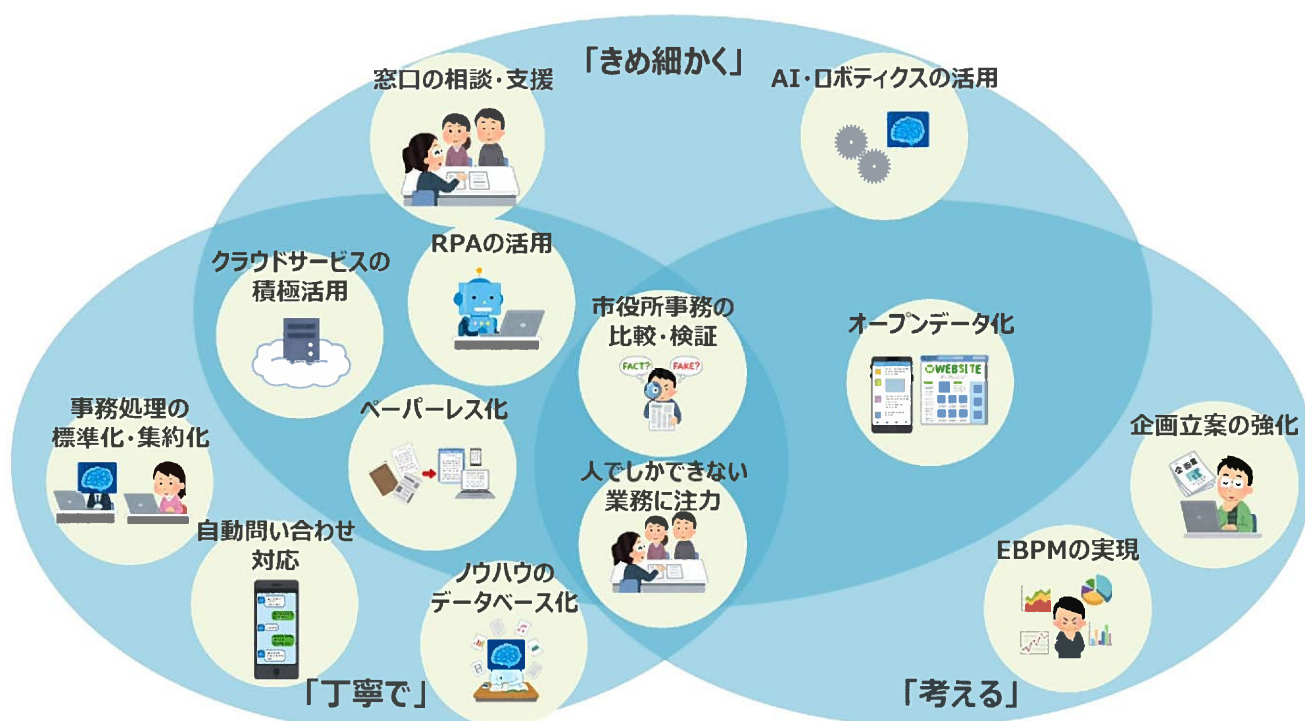 「きめ細かく」
窓口の相談・支援
AI・ロボティクスの活用
RPAの活用
クラウドサービスの
積極活用
市役所事務の
比較・検証
FACT?
FAKE?
オープンデータ化
WEBSITE
事務処理の
標準化・集約化
ペーパーレス化
企画立案の強化
企画書
人でしかできない
業務に注力
自動問い合わせ
対応
ノウハウの
データベース化
EBPMの実現
「丁寧で」
「考える」